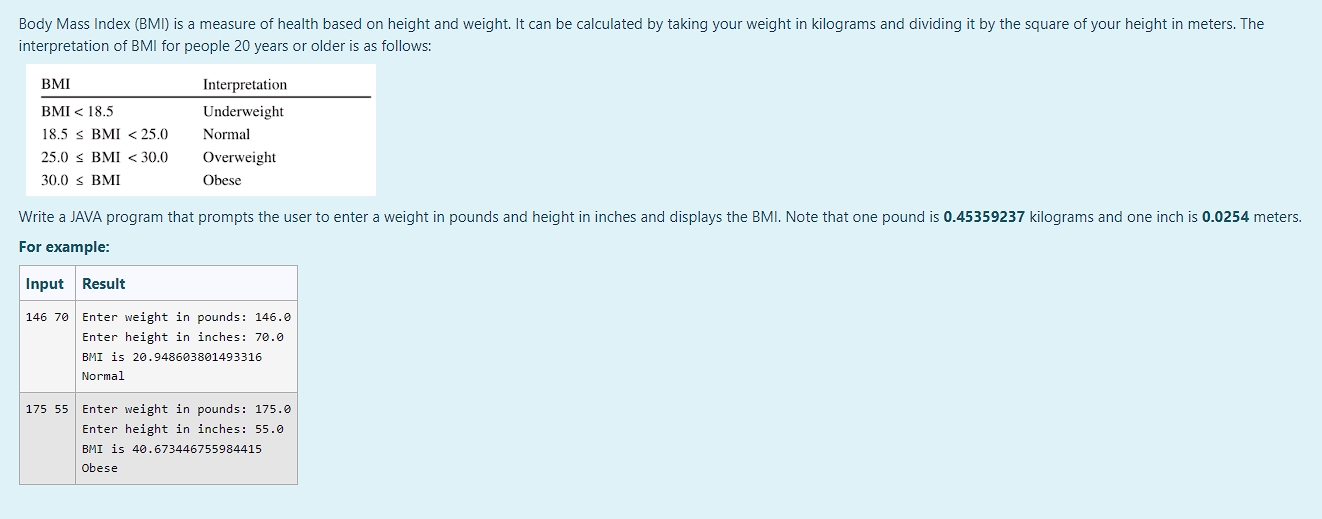 Body Mass Index (BMI) is a measure of health based on height and weight. It can be calculated by taking your weight in kilograms and dividing it by the square of your height in meters. The
interpretation of BMI for people 20 years or older is as follows:
BMI Interpretation
BMI < 18.5 Underweight
18.5 ≤ BMI < 25.0 Normal
25.0 ≤ BMI < 30.0 Overweight
30.0 ≤ BMI Obese
Write a JAVA program that prompts the user to enter a weight in pounds and height in inches and displays the BMI. Note that one pound is 0.45359237 kilograms and one inch is 0.0254 meters.
For example:
Input Result
146 70 Enter weight in pounds: 146.0
Enter height in inches: 70.0
BMI is 20.948603801493316
Normal
175 55 Enter weight in pounds: 175.0
Enter height in inches: 55.0
BMI is 40.673446755984415
Obese